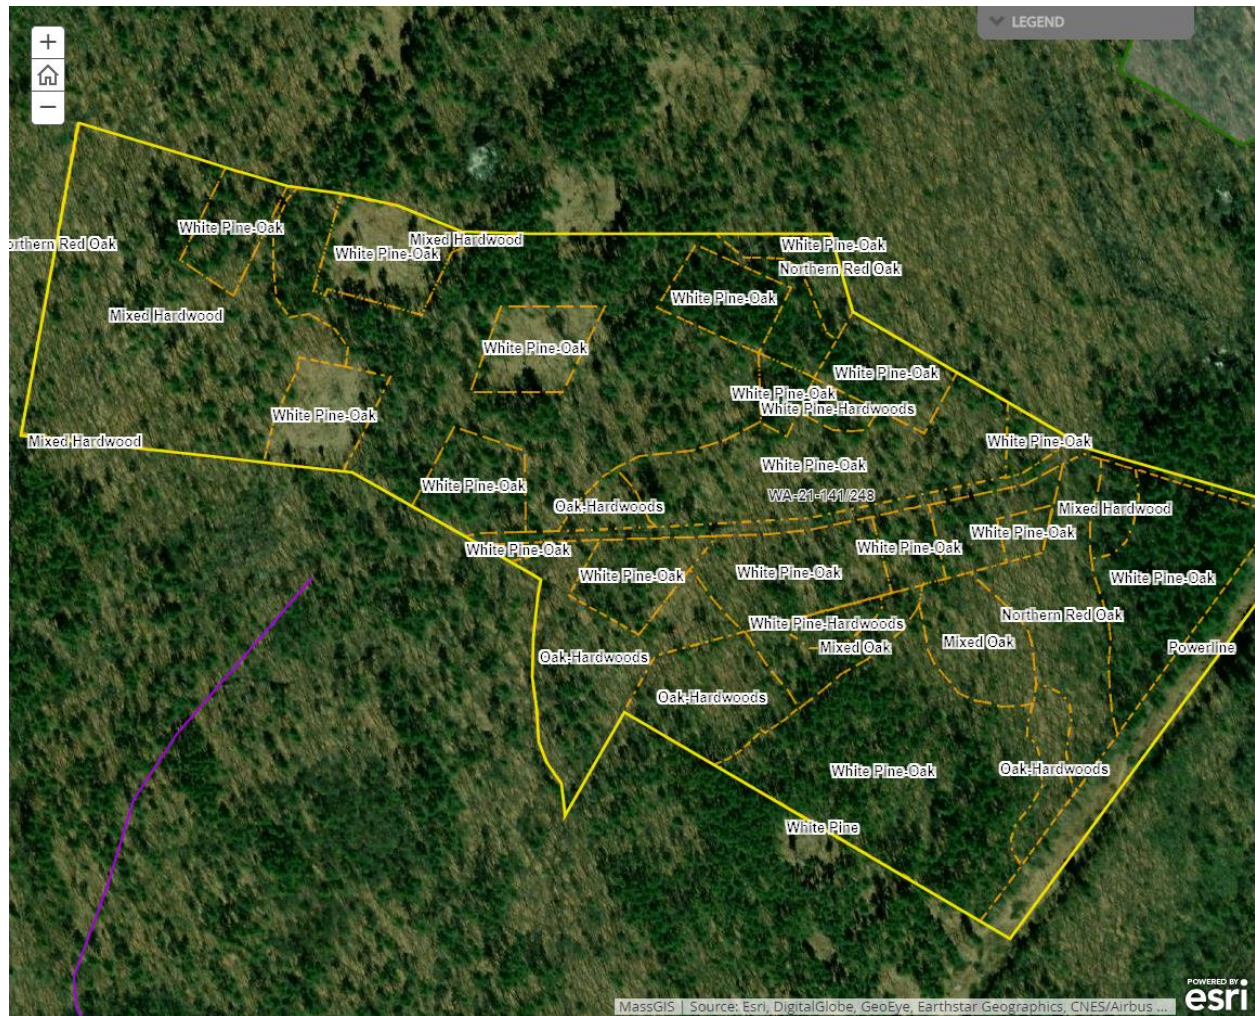 +
LEGEND
−
White Pine-Oak
orthern Red Oak
White Pine-Oak
Mixed Hardwood
White Pine-Oak
Northern Red Oak
White Pine-Oak
Mixed Hardwood
White Pine-Oak
White Pine-Oak
White Pine-Oak
White Pine-Hardwoods
White Pine-Oak
Mixed Hardwood
White Pine-Oak
White Pine-Oak
White Pine-Oak
WA-21-141/248
Oak-Hardwoods
Mixed Hardwood
White Pine-Oak
White Pine-Oak
White Pine-Oak
White Pine-Oak
White Pine-Oak
White Pine-Oak
Northern Red Oak
White Pine-Hardwoods
Mixed Oak
Mixed Oak
Powerline
Oak-Hardwoods
Oak-Hardwoods
White Pine-Oak
Oak-Hardwoods
White Pine
POWERED BY
esri
MassGIS | Source: Esri, DigitalGlobe, GeoEye, Earthstar Geographics, CNES/Airbus ...